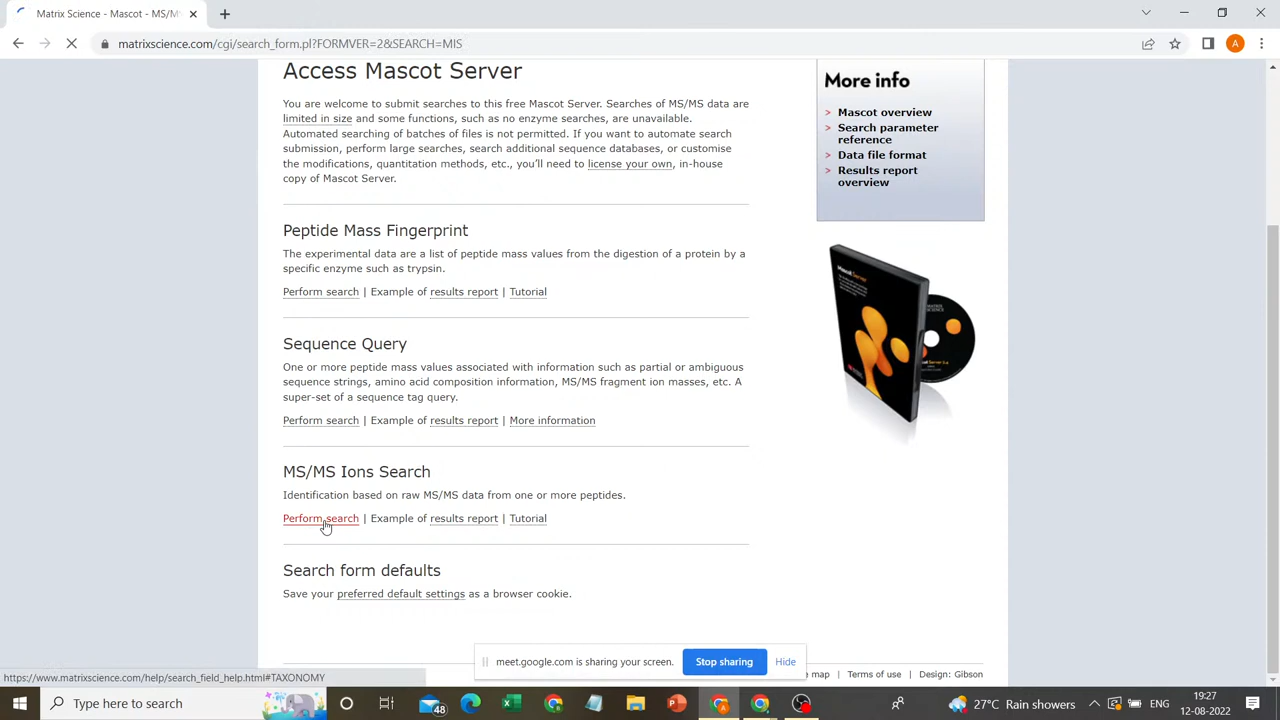 Matrix Science - Mascot - MS/MS
matrixscience.com/cgi/search_form.pl?FORMVER=2&SEARCH=MIS
A
Access Mascot Server
You are welcome to submit searches to this free Mascot Server. Searches of MS/MS data are
limited in size and some functions, such as no enzyme searches, are unavailable.
Automated searching of batches of files is not permitted. If you want to automate search
submission, perform large searches, search additional sequence databases, or customise
the modifications, quantitation methods, etc., you'll need to license your own, in-house
copy of Mascot Server.
More info
> Mascot overview
> Search parameter
reference
> Data file format
> Results report
overview
Peptide Mass Fingerprint
The experimental data are a list of peptide mass values from the digestion of a protein by a
specific enzyme such as trypsin.
Perform search | Example of results report | Tutorial
Sequence Query
One or more peptide mass values associated with information such as partial or ambiguous
sequence strings, amino acid composition information, MS/MS fragment ion masses, etc. A
super-set of a sequence tag query.
Perform search | Example of results report | More information
MS/MS Ions Search
Identification based on raw MS/MS data from one or more peptides.
Perform search | Example of results report | Tutorial
Search form defaults
Save your preferred default settings as a browser cookie.
meet.google.com is sharing your screen.
Stop sharing
Hide
map | Terms of use | Design: Genision
https://www.matrixscience.com/help/search_field_help.html#TAXONOMY
Type here to search
48
27°C Rain showers
ENG
19:27
12-08-2022